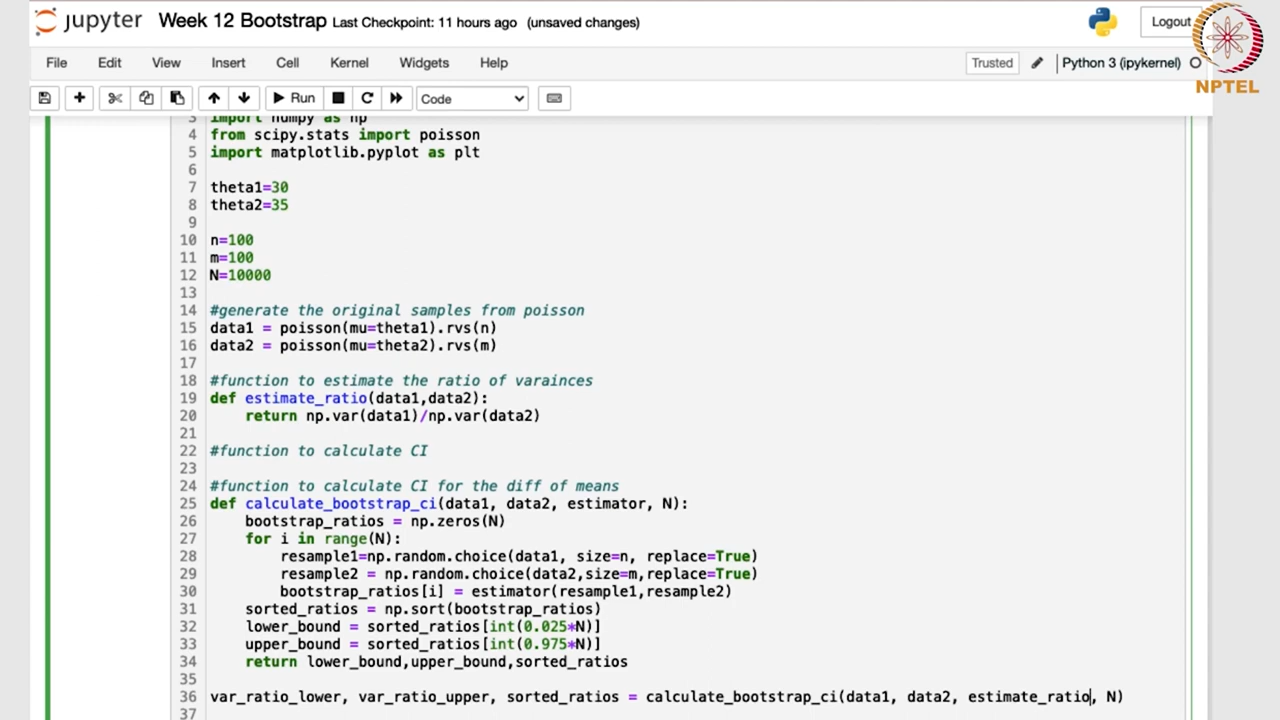 jupyter Week 12 Bootstrap Last Checkpoint: 11 hours ago (unsaved changes)
Logout
NPTEL
File Edit View Insert Cell Kernel Widgets Help
Trusted Python 3 (ipykernel)
Run Code
3 import numpy as np
4 from scipy.stats import poisson
5 import matplotlib.pyplot as plt
6
7 theta1=30
8 theta2=35
9
10 n=100
11 m=100
12 N=10000
13
14 #generate the original samples from poisson
15 data1 = poisson(mu=theta1).rvs(n)
16 data2 = poisson(mu=theta2).rvs(m)
17
18 #function to estimate the ratio of varainces
19 def estimate_ratio(data1,data2):
20     return np.var(data1)/np.var(data2)
21
22 #function to calculate CI
23
24 #function to calculate CI for the diff of means
25 def calculate_bootstrap_ci(data1, data2, estimator, N):
26     bootstrap_ratios = np.zeros(N)
27     for i in range(N):
28         resample1=np.random.choice(data1, size=n, replace=True)
29         resample2 = np.random.choice(data2,size=m,replace=True)
30         bootstrap_ratios[i] = estimator(resample1,resample2)
31     sorted_ratios = np.sort(bootstrap_ratios)
32     lower_bound = sorted_ratios[int(0.025*N)]
33     upper_bound = sorted_ratios[int(0.975*N)]
34     return lower_bound,upper_bound,sorted_ratios
35
36 var_ratio_lower, var_ratio_upper, sorted_ratios = calculate_bootstrap_ci(data1, data2, estimate_ratio, N)
37